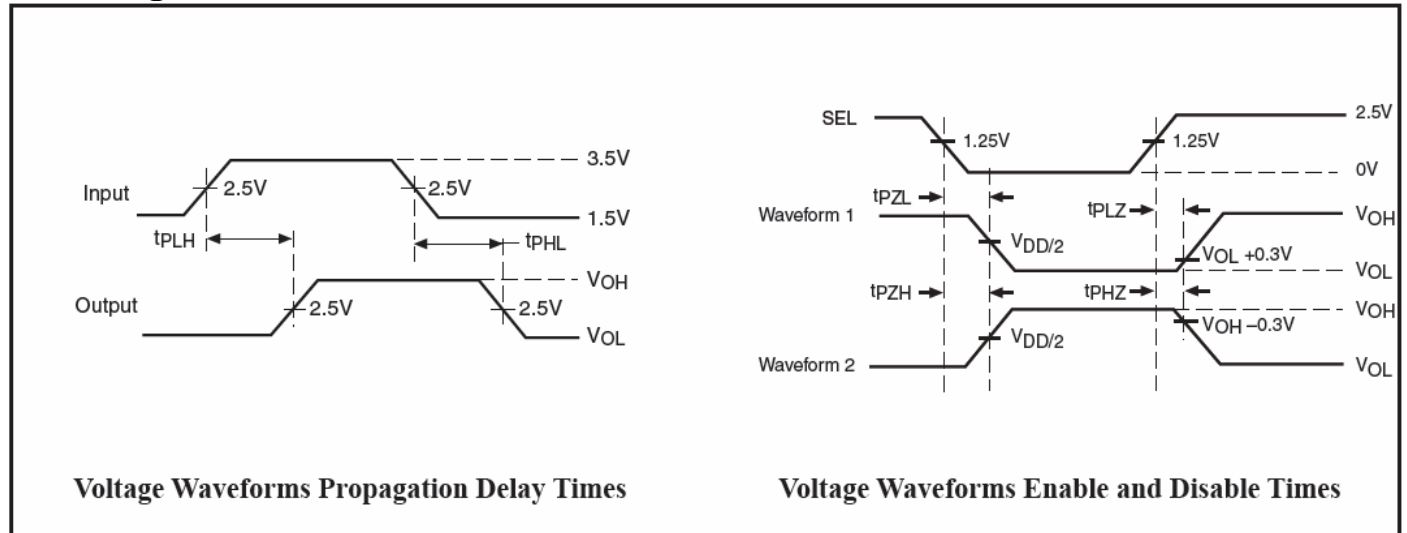 3.5V
Input
2.5V
2.5V
1.5V
tPLH
tPHL
VOH
Output
2.5V
2.5V
VOL
Voltage Waveforms Propagation Delay Times
SEL
2.5V
1.25V
1.25V
0V
tPZL
tPLZ
Waveform 1
VOH
VDD/2
VOL +0.3V
VOL
tPZH
tPHZ
VOH
VDD/2
VOH –0.3V
Waveform 2
VOL
Voltage Waveforms Enable and Disable Times